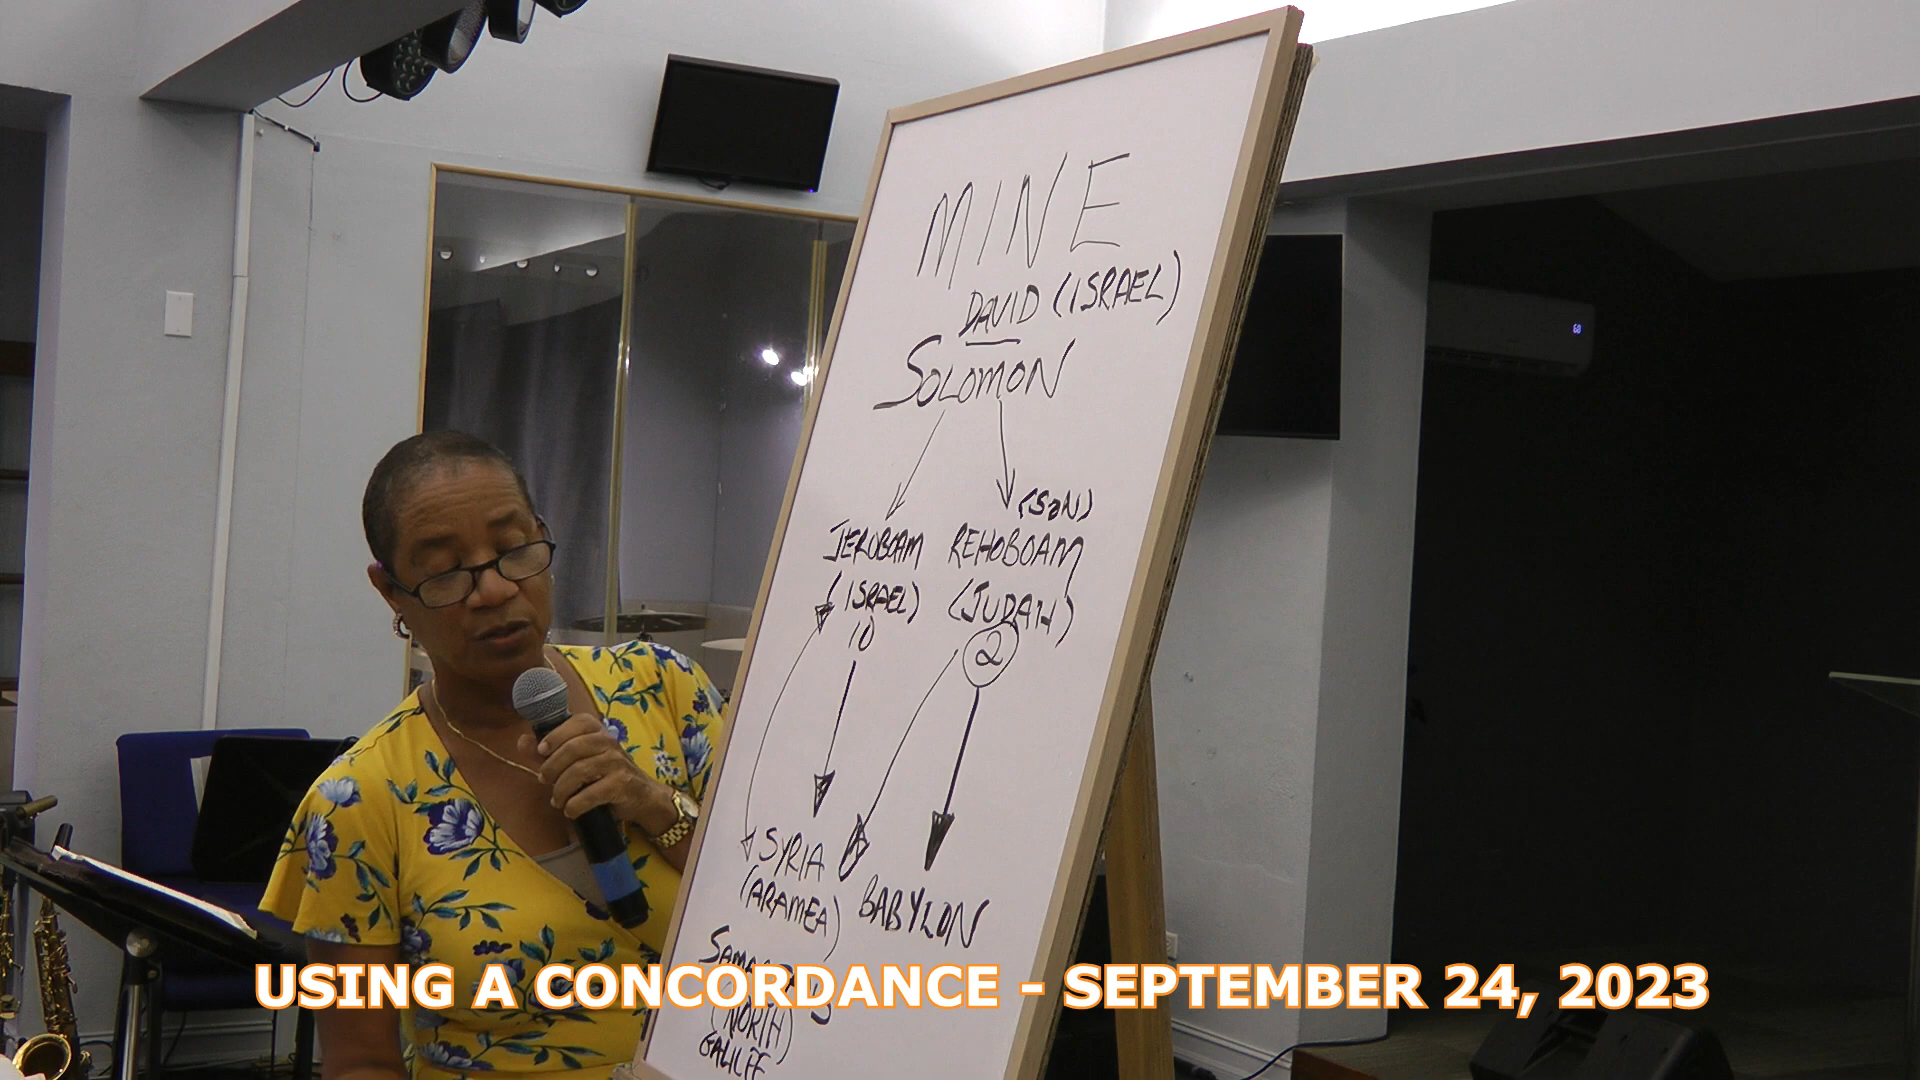 MINE
DAVID (ISRAEL)
SOLOMON
(SON)
JEROBOAM REHOBOAM
(ISRAEL) (JUDAH)
10 2
SYRIA
(ARAMEA) BABYLON
(NORTH)
GALILEE
USING A CONCORDANCE - SEPTEMBER 24, 2023
60